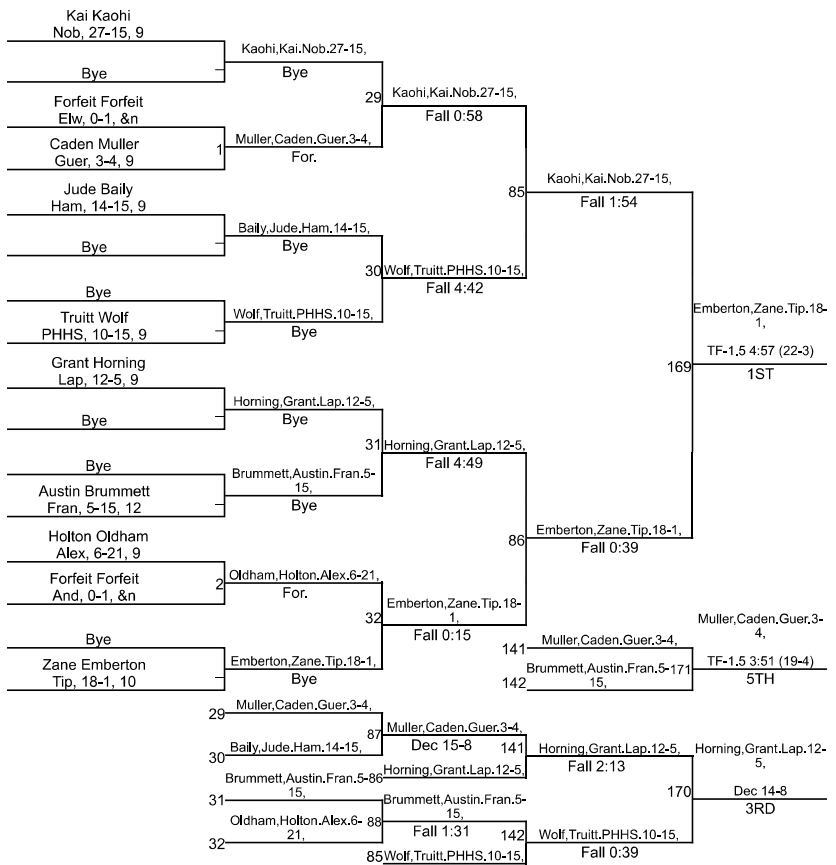 Kai Kaohi
Nob, 27-15, 9
Kaohi,Kai.Nob.27-15,
Bye
Bye
29
Kaohi,Kai.Nob.27-15,
Fall 0:58
Forfeit Forfeit
Elw, 0-1, &n
1
Muller,Caden.Guer.3-4,
For.
Caden Muller
Guer, 3-4, 9
85
Kaohi,Kai.Nob.27-15,
Fall 1:54
Jude Baily
Ham, 14-15, 9
Baily,Jude.Ham.14-15,
Bye
Bye
30
Wolf,Truitt.PHHS.10-15,
Fall 4:42
Bye
Wolf,Truitt.PHHS.10-15,
Bye
Truitt Wolf
PHHS, 10-15, 9
Emberton,Zane.Tip.18-
1,
169
TF-1.5 4:57 (22-3)
1ST
Grant Horning
Lap, 12-5, 9
Horning,Grant.Lap.12-5,
Bye
Bye
31
Horning,Grant.Lap.12-5,
Fall 4:49
Bye
Brummett,Austin.Fran.5-
15,
Bye
Austin Brummett
Fran, 5-15, 12
86
Emberton,Zane.Tip.18-1,
Fall 0:39
Holton Oldham
Alex, 6-21, 9
2
Oldham,Holton.Alex.6-21,
For.
Forfeit Forfeit
And, 0-1, &n
32
Emberton,Zane.Tip.18-
1,
Fall 0:15
Bye
Emberton,Zane.Tip.18-1,
Bye
Zane Emberton
Tip, 18-1, 10
141
Muller,Caden.Guer.3-4,
142
Brummett,Austin.Fran.5-
15,
171
Muller,Caden.Guer.3-
4,
TF-1.5 3:51 (19-4)
5TH
29
Muller,Caden.Guer.3-4,
30
Baily,Jude.Ham.14-15,
87
Muller,Caden.Guer.3-4,
Dec 15-8
86
Horning,Grant.Lap.12-5,
141
Horning,Grant.Lap.12-5,
Fall 2:13
31
Brummett,Austin.Fran.5-
15,
32
Oldham,Holton.Alex.6-
21,
88
Brummett,Austin.Fran.5-
15,
Fall 1:31
85
Wolf,Truitt.PHHS.10-15,
142
Wolf,Truitt.PHHS.10-15,
Fall 0:39
170
Horning,Grant.Lap.12-
5,
Dec 14-8
3RD